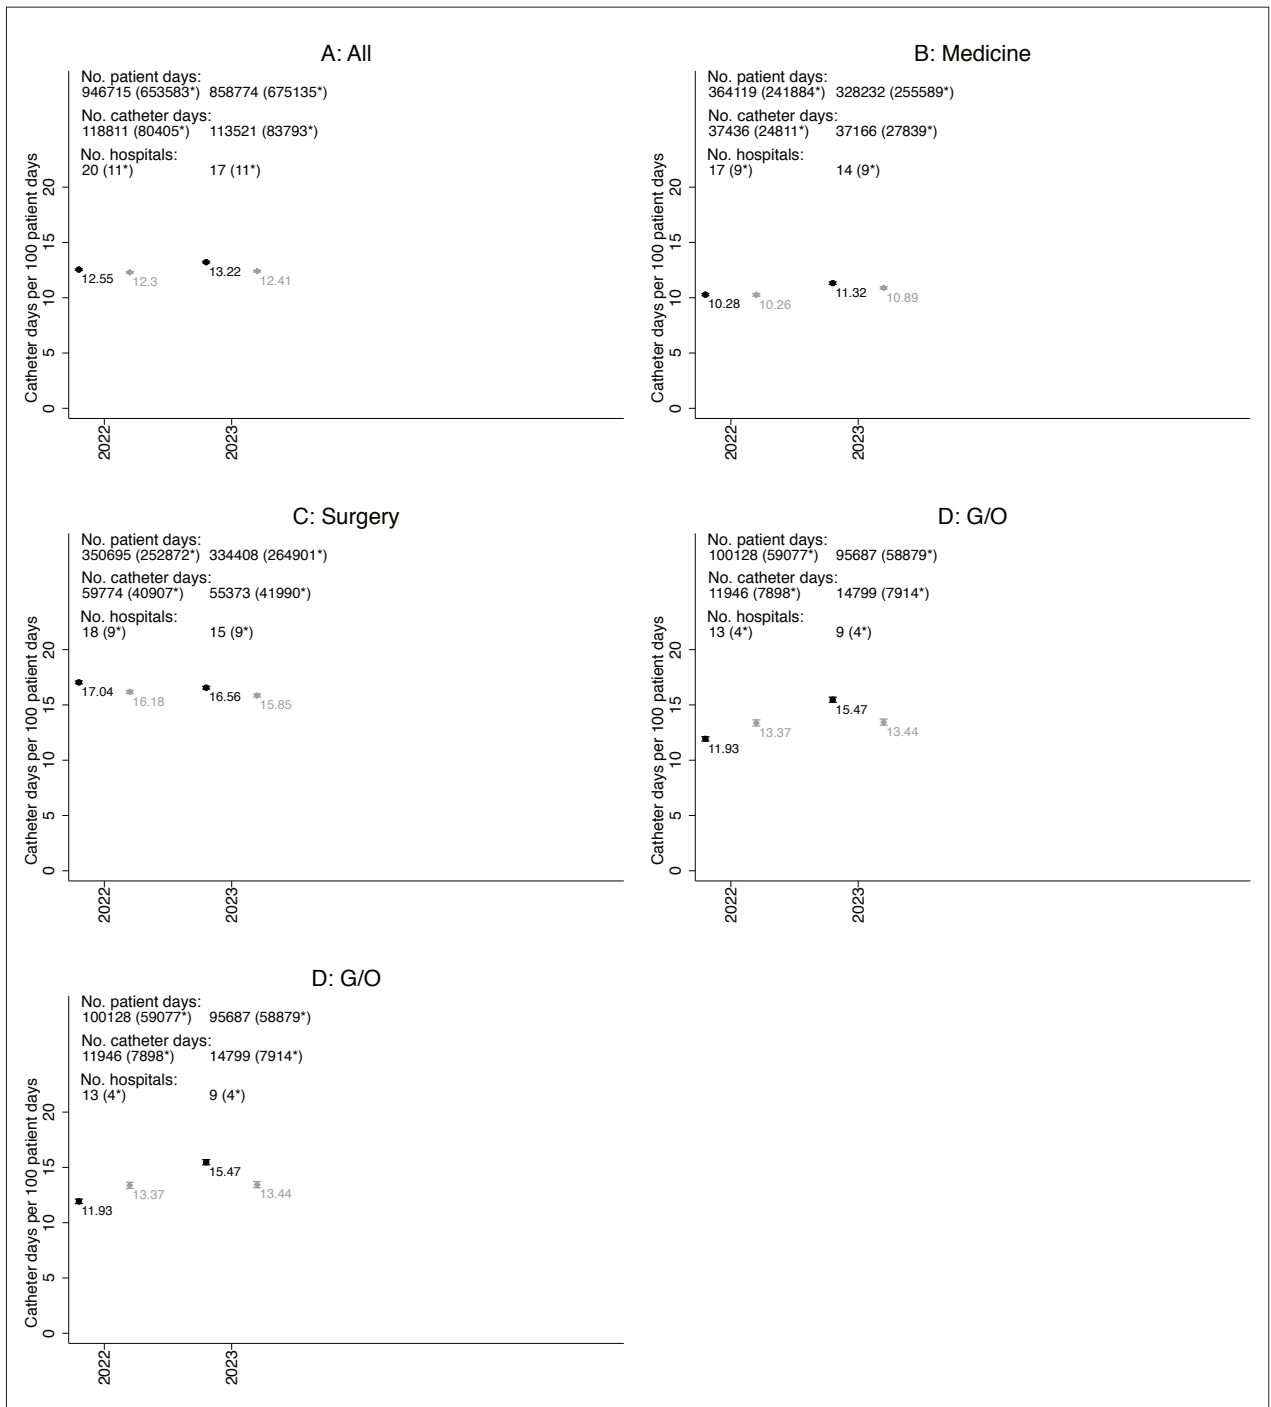 A: All
No. patient days:
946715 (653583*) 858774 (675135*)
No. catheter days:
118811 (80405*) 113521 (83793*)
No. hospitals:
20 (11*) 17 (11*)
Catheter days per 100 patient days
20
15
10
5
0
12.55
12.3
13.22
12.41
2022
2023
B: Medicine
No. patient days:
364119 (241884*) 328232 (255589*)
No. catheter days:
37436 (24811*) 37166 (27839*)
No. hospitals:
17 (9*) 14 (9*)
Catheter days per 100 patient days
20
15
10
5
0
10.28
10.26
11.32
10.89
2022
2023
C: Surgery
No. patient days:
350695 (252872*) 334408 (264901*)
No. catheter days:
59774 (40907*) 55373 (41990*)
No. hospitals:
18 (9*) 15 (9*)
Catheter days per 100 patient days
20
15
10
5
0
17.04
16.18
16.56
15.85
2022
2023
D: G/O
No. patient days:
100128 (59077*) 95687 (58879*)
No. catheter days:
11946 (7898*) 14799 (7914*)
No. hospitals:
13 (4*) 9 (4*)
Catheter days per 100 patient days
20
15
10
5
0
11.93
13.37
15.47
13.44
2022
2023
D: G/O
No. patient days:
100128 (59077*) 95687 (58879*)
No. catheter days:
11946 (7898*) 14799 (7914*)
No. hospitals:
13 (4*) 9 (4*)
Catheter days per 100 patient days
20
15
10
5
0
11.93
13.37
15.47
13.44
2022
2023